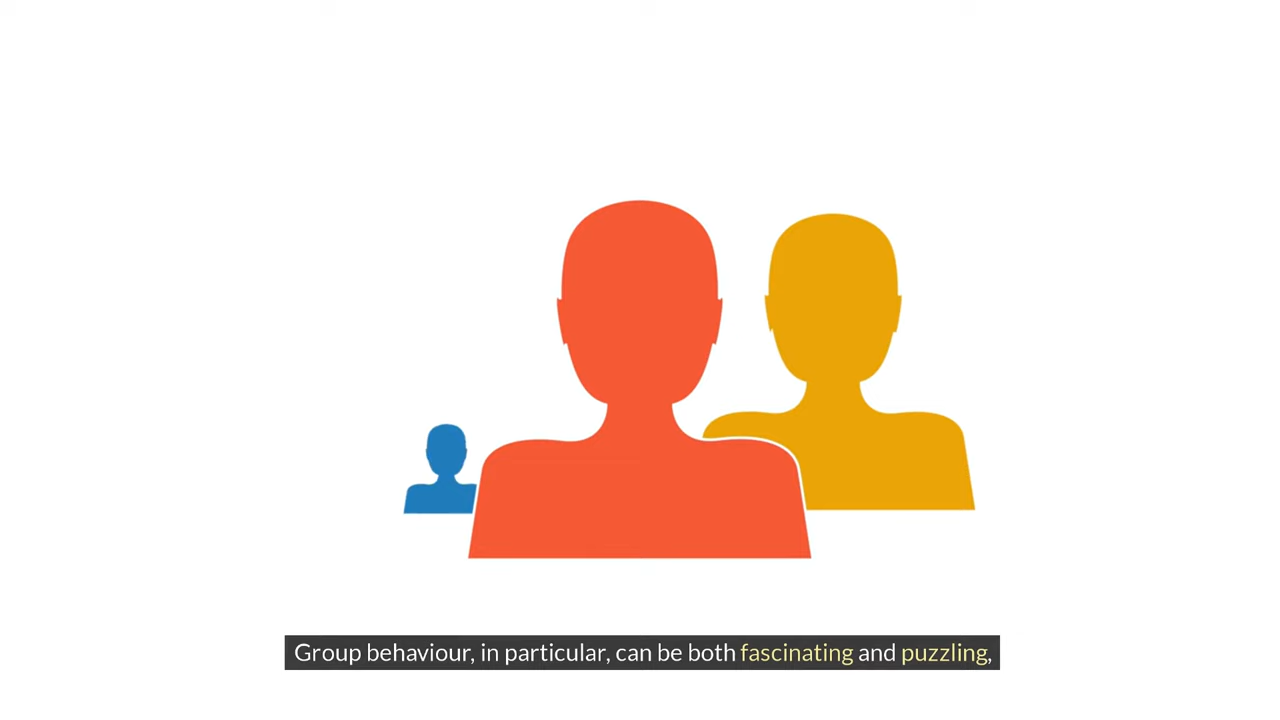 Group behaviour, in particular, can be both fascinating and puzzling,